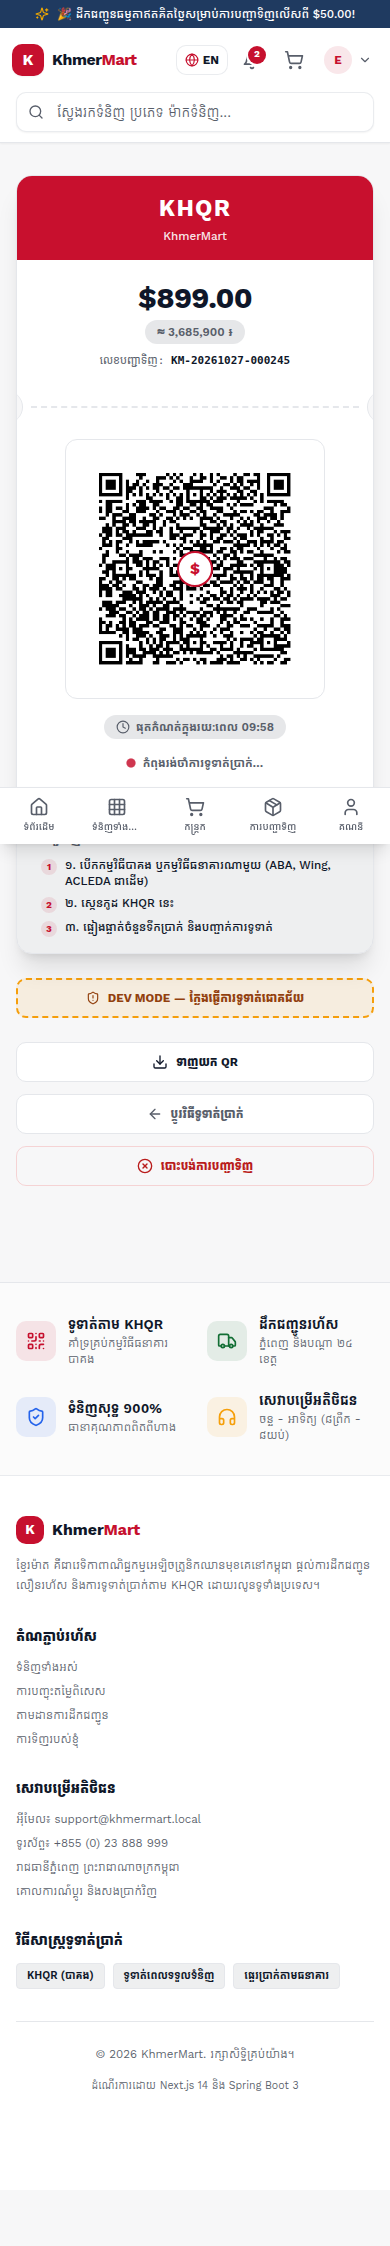 🎉 ដឹកជញ្ជូនធម្មតាឥតគិតថ្លៃសម្រាប់ការបញ្ជាទិញលើសពី $50.00!
K KhmerMart
EN
2
E
ស្វែងរកទំនិញ ប្រភេទ ម៉ាកទំនិញ...
KHQR
KhmerMart
$899.00
≈ 3,685,900 ៛
លេខបញ្ជាទិញ: KM-20261027-000245
$
ផុតកំណត់ក្នុងរយៈពេល 09:58
កំពុងរង់ចាំការទូទាត់ប្រាក់...
ទំព័រដើម
ទំនិញទាំង...
កន្ត្រក
ការបញ្ជាទិញ
គណនី
1 ១. បើកកម្មវិធីបាគង ឬកម្មវិធីធនាគារណាមួយ (ABA, Wing,
ACLEDA ជាដើម)
2 ២. ស្កេនកូដ KHQR នេះ
3 ៣. ផ្ទៀងផ្ទាត់ចំនួនទឹកប្រាក់ និងបញ្ជាក់ការទូទាត់
DEV MODE — ក្លែងធ្វើការទូទាត់ជោគជ័យ
ទាញយក QR
ប្តូរវិធីទូទាត់ប្រាក់
បោះបង់ការបញ្ជាទិញ
ទូទាត់តាម KHQR
គាំទ្រគ្រប់កម្មវិធីធនាគារ
បាគង
ដឹកជញ្ជូនរហ័ស
ភ្នំពេញ និងបណ្តា ២៤
ខេត្ត
ទំនិញសុទ្ធ ១០០%
ធានាគុណភាពពិតពីហាង
សេវាបម្រើអតិថិជន
ចន្ទ - អាទិត្យ (៨ព្រឹក -
៨យប់)
K KhmerMart
ខ្មែរម៉ាត គឺជាវេទិកាពាណិជ្ជកម្មអេឡិចត្រូនិកឈានមុខគេនៅកម្ពុជា ផ្តល់ការដឹកជញ្ជូន
លឿនរហ័ស និងការទូទាត់ប្រាក់តាម KHQR ដោយរលូនទូទាំងប្រទេស។
តំណភ្ជាប់រហ័ស
ទំនិញទាំងអស់
ការបញ្ចុះតម្លៃពិសេស
តាមដានការដឹកជញ្ជូន
ការទិញរបស់ខ្ញុំ
សេវាបម្រើអតិថិជន
អ៊ីមែល៖ support@khmermart.local
ទូរស័ព្ទ៖ +855 (0) 23 888 999
រាជធានីភ្នំពេញ ព្រះរាជាណាចក្រកម្ពុជា
គោលការណ៍ប្តូរ និងសងប្រាក់វិញ
វិធីសាស្ត្រទូទាត់ប្រាក់
KHQR (បាគង)
ទូទាត់ពេលទទួលទំនិញ
ផ្ទេរប្រាក់តាមធនាគារ
© 2026 KhmerMart. រក្សាសិទ្ធិគ្រប់យ៉ាង។
ដំណើរការដោយ Next.js 14 និង Spring Boot 3